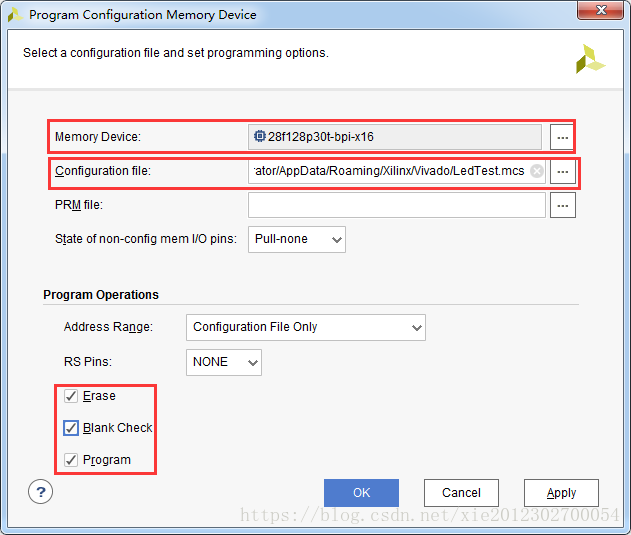 Program Configuration Memory Device
Select a configuration file and set programming options.
Memory Device: 28f128p30t-bpi-x16 ...
Configuration file: rator/AppData/Roaming/Xilinx/Vivado/LedTest.mcs ...
PRM file: ...
State of non-config mem I/O pins: Pull-none
Program Operations
Address Range: Configuration File Only
RS Pins: NONE
Erase
Blank Check
Program
? OK Cancel Apply
https://blog.csdn.net/xie2012302700054